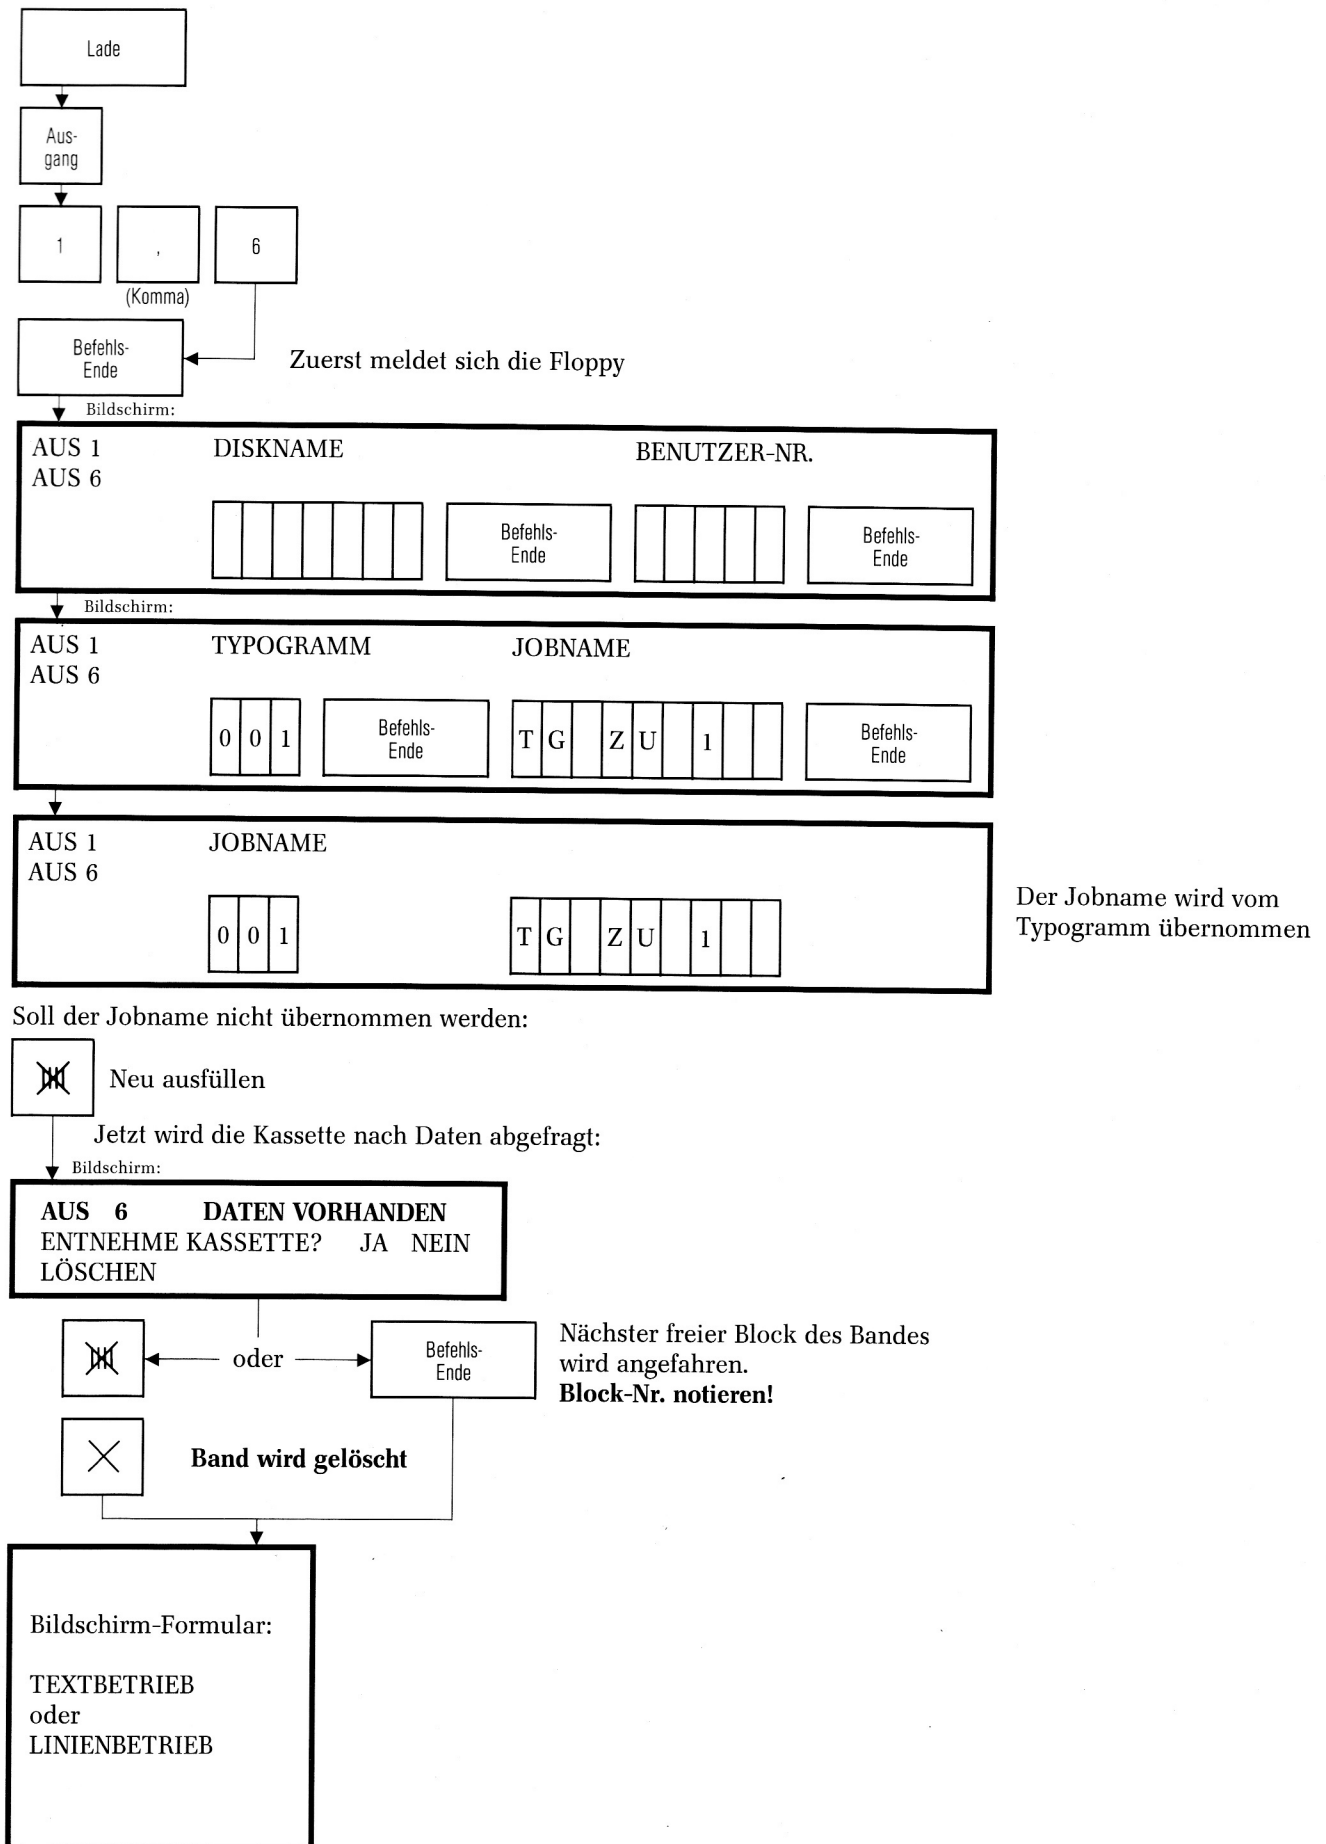 Lade
Aus-
gang
1 , 6
(Komma)
Befehls-
Ende
Zuerst meldet sich die Floppy
Bildschirm:
AUS 1 DISKNAME BENUTZER-NR.
AUS 6
Befehls-
Ende
Befehls-
Ende
Bildschirm:
AUS 1 TYPOGRAMM JOBNAME
AUS 6
0 0 1
Befehls-
Ende
T G Z U 1
Befehls-
Ende
AUS 1 JOBNAME
AUS 6
0 0 1 T G Z U 1
Der Jobname wird vom
Typogramm übernommen
Soll der Jobname nicht übernommen werden:
Neu ausfüllen
Jetzt wird die Kassette nach Daten abgefragt:
Bildschirm:
AUS 6 DATEN VORHANDEN
ENTNEHME KASSETTE? JA NEIN
LÖSCHEN
oder
Befehls-
Ende
Nächster freier Block des Bandes
wird angefahren.
Block-Nr. notieren!
Band wird gelöscht
Bildschirm-Formular:
TEXTBETRIEB
oder
LINIENBETRIEB